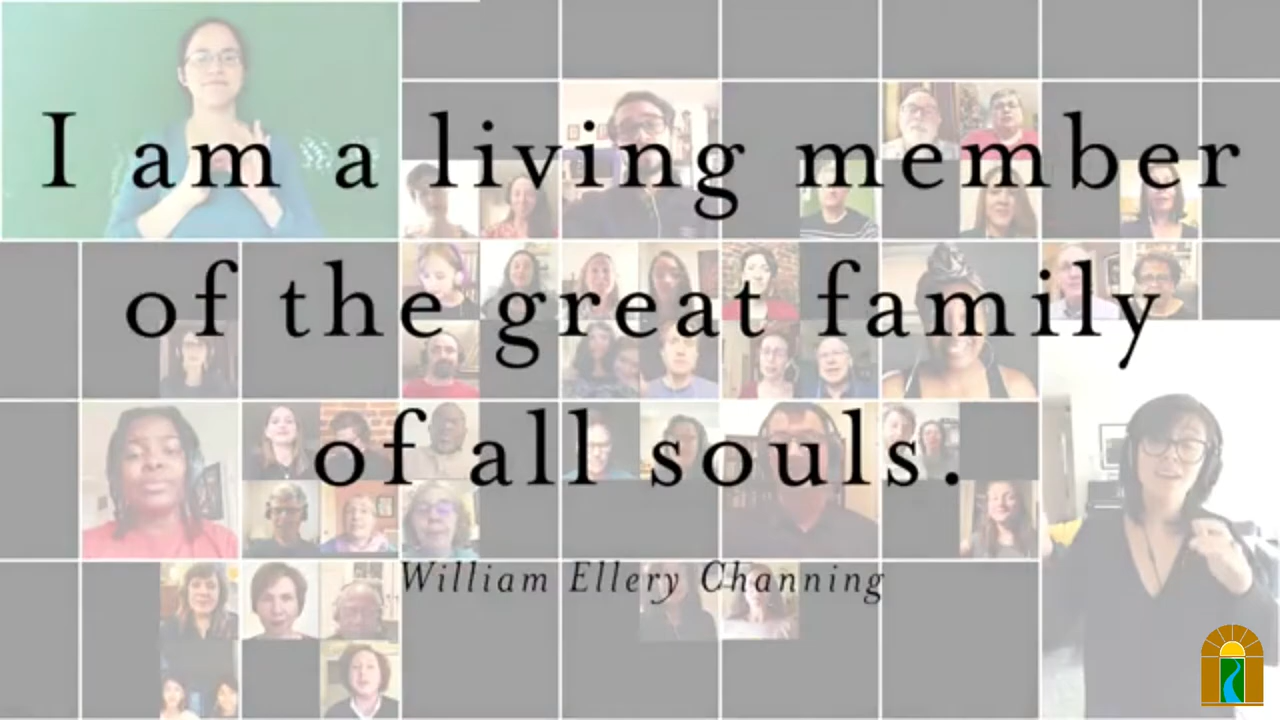 I am a living member
of the great family
of all souls.
William Ellery Channing